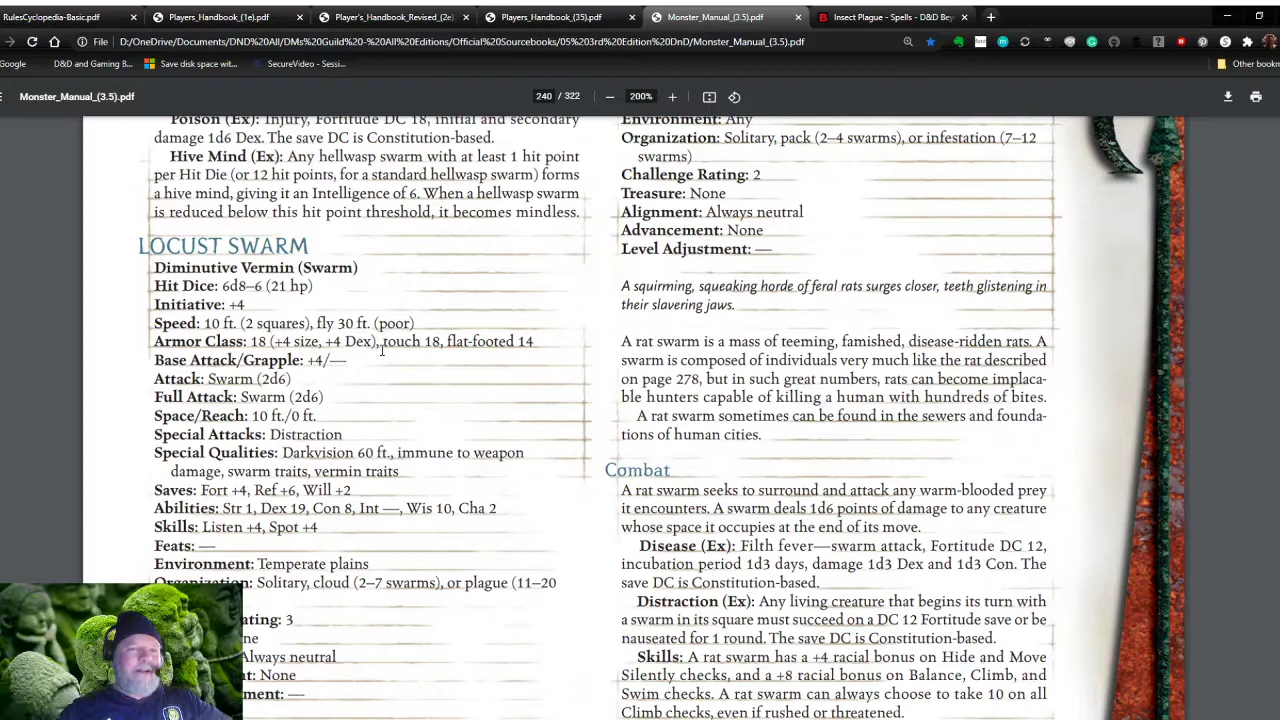 RulesCyclopedia-Basic.pdf
Players_Handbook_(1e).pdf
Player's_Handbook_Revised_(2e)
Players_Handbook_(35).pdf
Monster_Manual_(3.5).pdf
Insect Plague - Spells - D&D Bey
File
D:/OneDrive/Documents/DND%20All/DMs%20Guild%20-%20All%20Editions/Official%20Sourcebooks/05%203rd%20Edition%20DnD/Monster_Manual_(3.5).pdf
Google
D&D and Gaming B...
Save disk space wit...
SecureVideo - Sessi...
Other bookm
Monster_Manual_(3.5).pdf
240 / 322
200%
Poison (Ex): Injury, Fortitude DC 18, initial and secondary
damage 1d6 Dex. The save DC is Constitution-based.
Hive Mind (Ex): Any hellwasp swarm with at least 1 hit point
per Hit Die (or 12 hit points, for a standard hellwasp swarm) forms
a hive mind, giving it an Intelligence of 6. When a hellwasp swarm
is reduced below this hit point threshold, it becomes mindless.
LOCUST SWARM
Diminutive Vermin (Swarm)
Hit Dice: 6d8–6 (21 hp)
Initiative: +4
Speed: 10 ft. (2 squares), fly 30 ft. (poor)
Armor Class: 18 (+4 size, +4 Dex), touch 18, flat-footed 14
Base Attack/Grapple: +4/—
Attack: Swarm (2d6)
Full Attack: Swarm (2d6)
Space/Reach: 10 ft./0 ft.
Special Attacks: Distraction
Special Qualities: Darkvision 60 ft., immune to weapon
damage, swarm traits, vermin traits
Saves: Fort +4, Ref +6, Will +2
Abilities: Str 1, Dex 19, Con 8, Int —, Wis 10, Cha 2
Skills: Listen +4, Spot +4
Feats: —
Environment: Temperate plains
Organization: Solitary, cloud (2–7 swarms), or plague (11–20
ating: 3
ne
Always neutral
nt: None
ment: —
Environment: Any
Organization: Solitary, pack (2–4 swarms), or infestation (7–12
swarms)
Challenge Rating: 2
Treasure: None
Alignment: Always neutral
Advancement: None
Level Adjustment: —
A squirming, squeaking horde of feral rats surges closer, teeth glistening in
their slavering jaws.
A rat swarm is a mass of teeming, famished, disease-ridden rats. A
swarm is composed of individuals very much like the rat described
on page 278, but in such great numbers, rats can become implaca-
ble hunters capable of killing a human with hundreds of bites.
A rat swarm sometimes can be found in the sewers and founda-
tions of human cities.
Combat
A rat swarm seeks to surround and attack any warm-blooded prey
it encounters. A swarm deals 1d6 points of damage to any creature
whose space it occupies at the end of its move.
Disease (Ex): Filth fever—swarm attack, Fortitude DC 12,
incubation period 1d3 days, damage 1d3 Dex and 1d3 Con. The
save DC is Constitution-based.
Distraction (Ex): Any living creature that begins its turn with
a swarm in its square must succeed on a DC 12 Fortitude save or be
nauseated for 1 round. The save DC is Constitution-based.
Skills: A rat swarm has a +4 racial bonus on Hide and Move
Silently checks, and a +8 racial bonus on Balance, Climb, and
Swim checks. A rat swarm can always choose to take 10 on all
Climb checks, even if rushed or threatened.